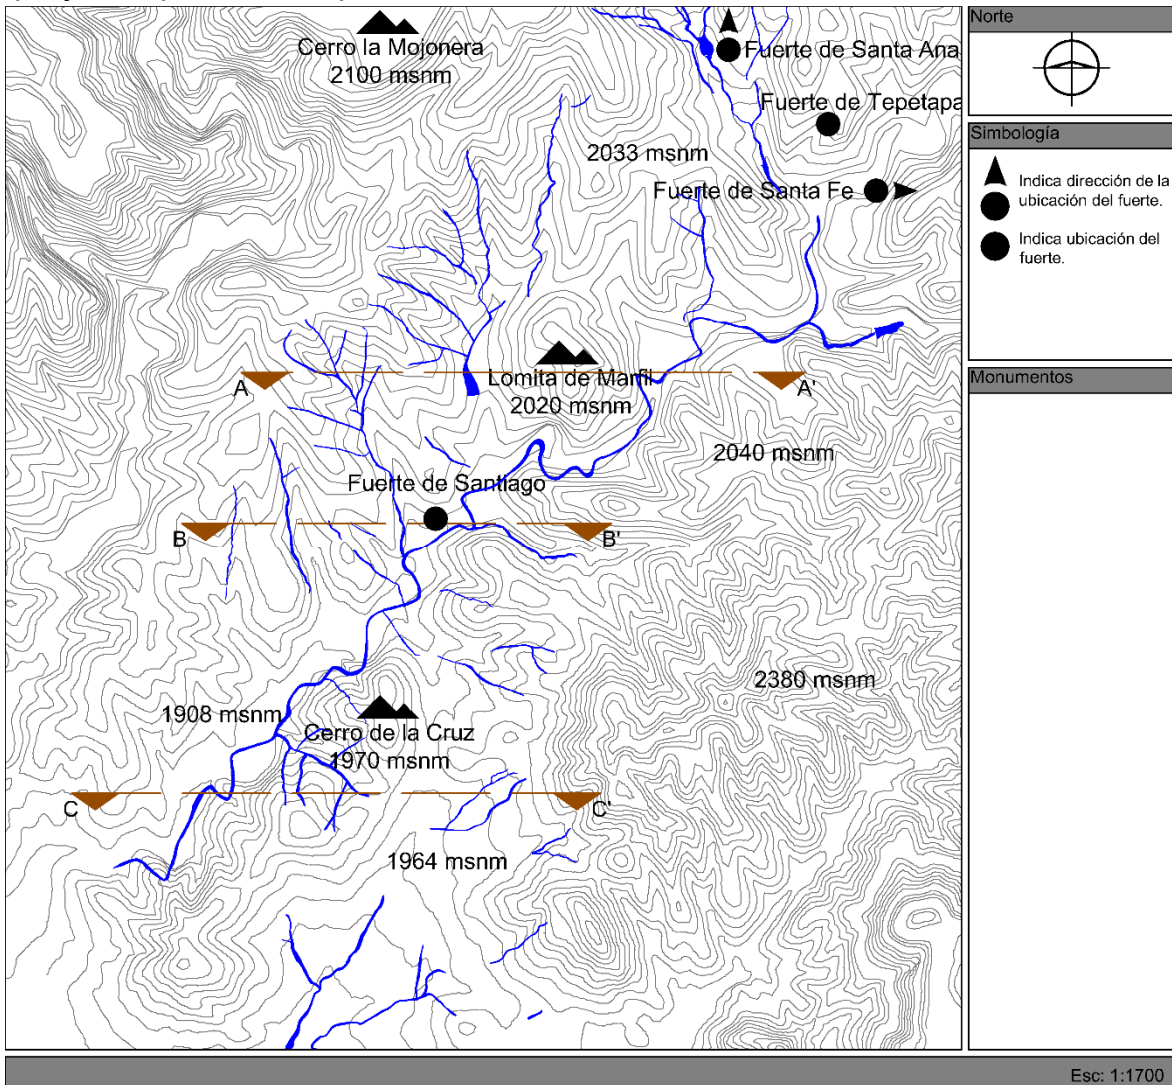 Cerro la Mojonera
2100 msnm
Fuerte de Santa Ana
Fuerte de Tepetapa
2033 msnm
Fuerte de Santa Fe
A
Lomita de Marfil
2020 msnm
A'
2040 msnm
Fuerte de Santiago
B
B'
2380 msnm
1908 msnm
Cerro de la Cruz
1970 msnm
C
C'
1964 msnm
Norte
Simbología
Indica dirección de la
ubicación del fuerte.
Indica ubicación del
fuerte.
Monumentos
Esc: 1:1700